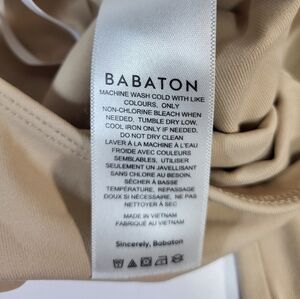 BABATON
MACHINE WASH COLD WITH LIKE
COLOURS, ONLY
NON-CHLORINE BLEACH WHEN
NEEDED, TUMBLE DRY LOW,
COOL IRON ONLY IF NEEDED,
DO NOT DRY CLEAN
LAVER À LA MACHINE À L'EAU
FROIDE AVEC COULEURS
SEMBLABLES, UTILISER
SEULEMENT UN JAVELLISANT
SANS CHLORE AU BESOIN,
SÉCHER À BASSE
TEMPÉRATURE, REPASSAGE
DOUX SI NÉCESSAIRE, NE PAS
NETTOYER À SEC
MADE IN VIETNAM
FABRIQUÉ AU VIETNAM
Sincerely, Babaton